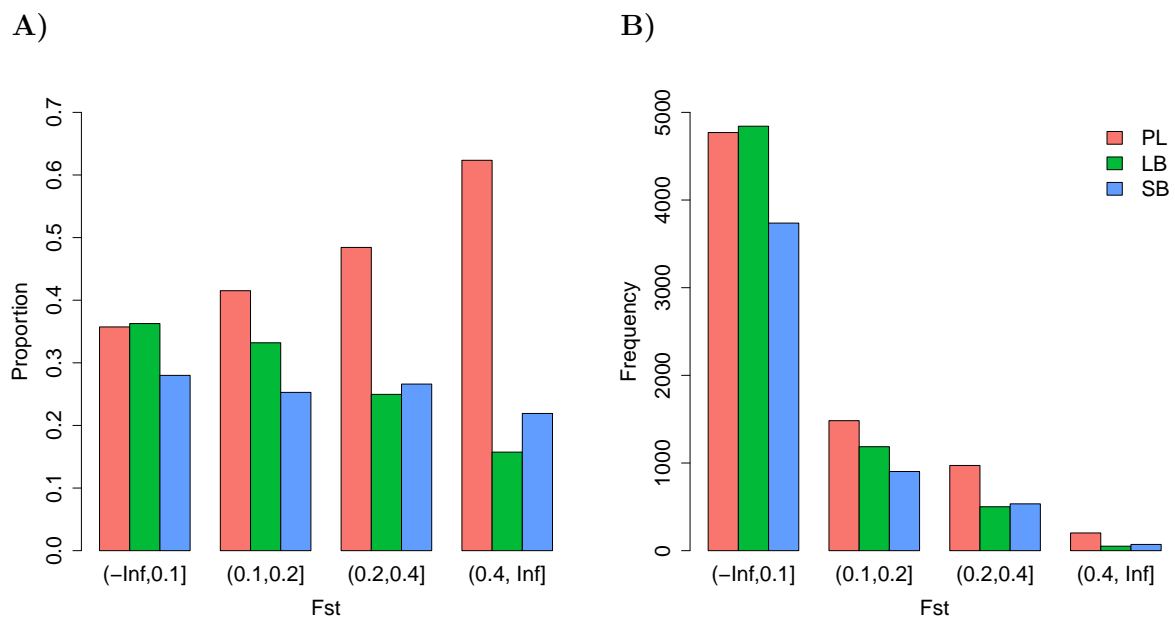 A)
Proportion
0.7
0.6
0.5
0.4
0.3
0.2
0.1
0.0
(−Inf,0.1]
(0.1,0.2]
(0.2,0.4]
(0.4, Inf]
Fst
B)
Frequency
5000
4000
3000
2000
1000
0
(−Inf,0.1]
(0.1,0.2]
(0.2,0.4]
(0.4, Inf]
Fst
PL
LB
SB